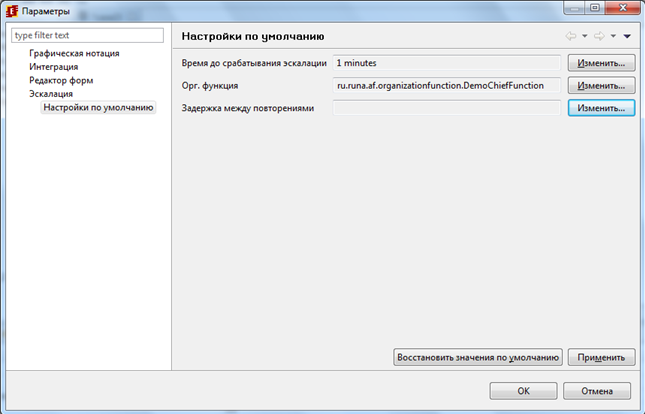 Параметры
type filter text
Графическая нотация
Интеграция
Редактор форм
Эскалация
Настройки по умолчанию
Настройки по умолчанию
Время до срабатывания эскалации 1 minutes Изменить...
Орг. функция ru.runa.af.organizationfunction.DemoChiefFunction Изменить...
Задержка между повторениями Изменить...
Восстановить значения по умолчанию Применить
ОК Отмена